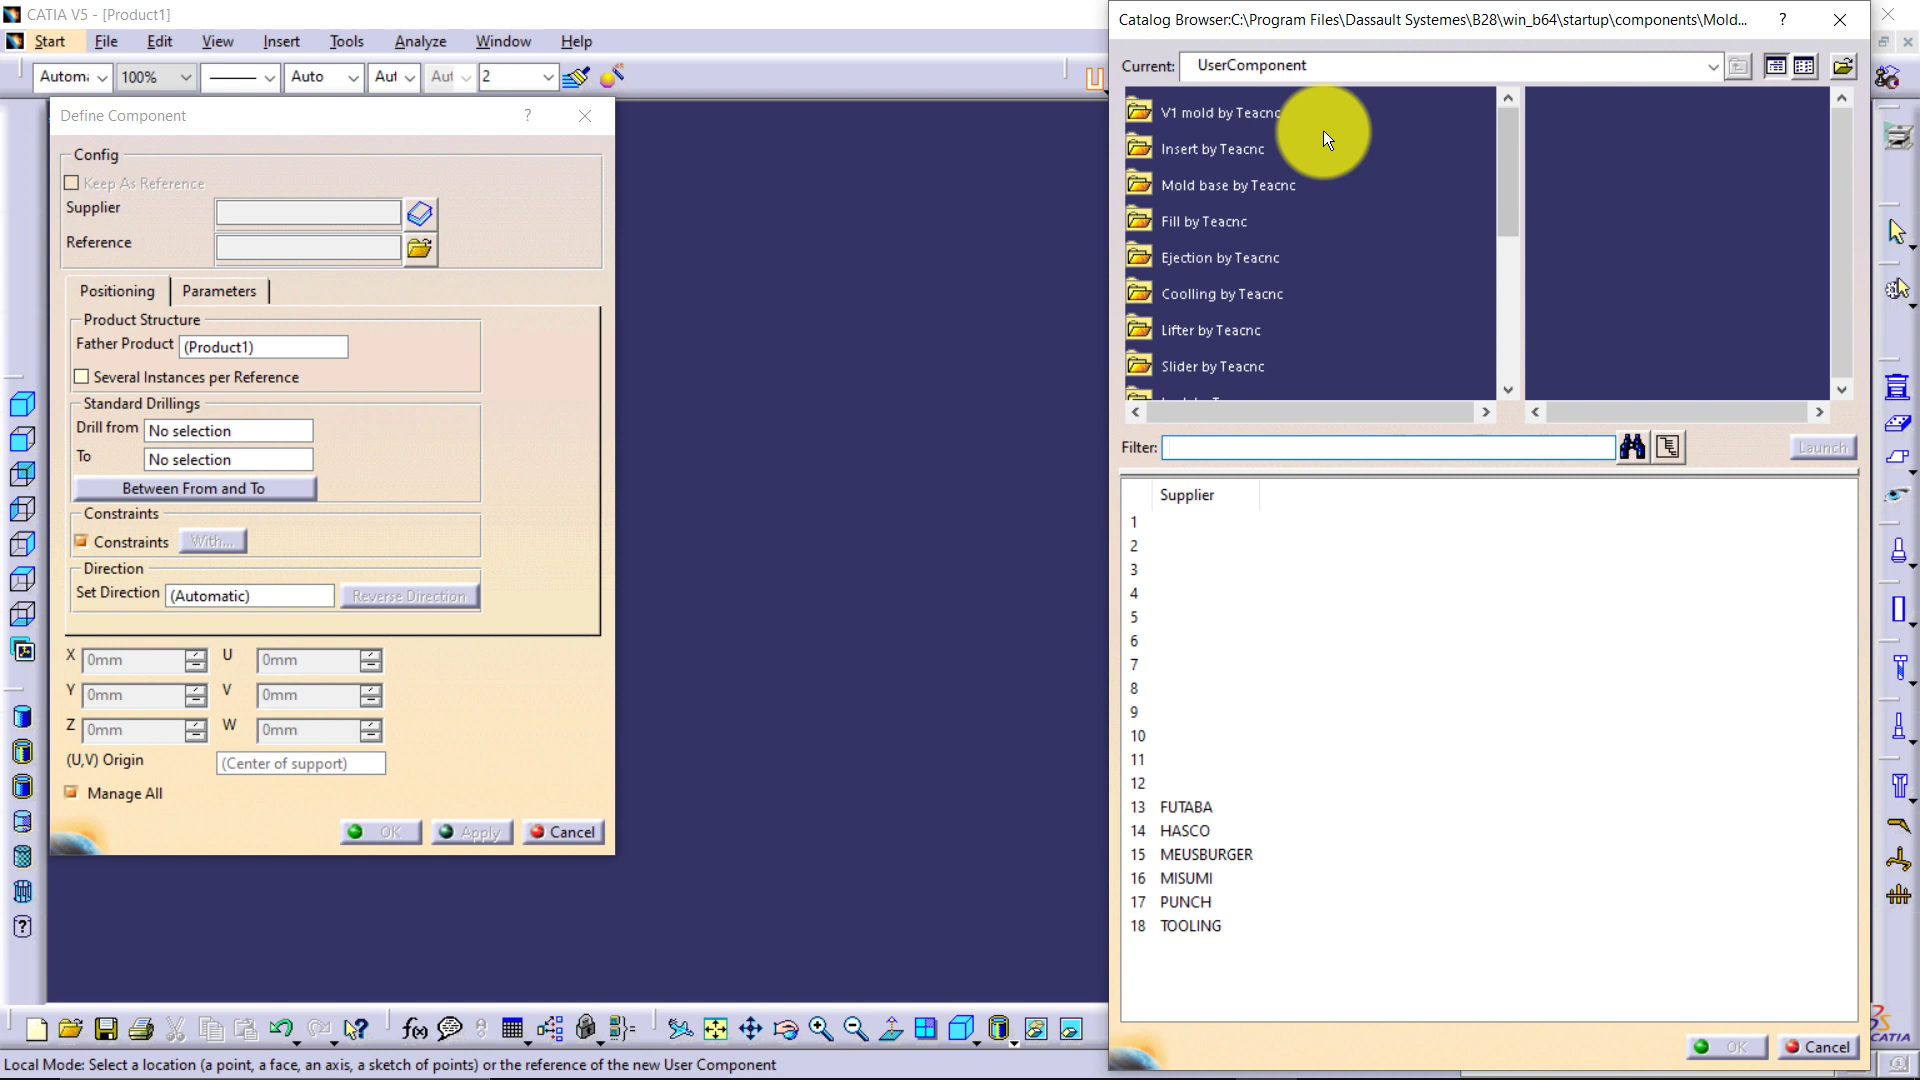 CATIA V5 - [Product1]
Start File Edit View Insert Tools Analyze Window Help
100% Auto Aut Aut 2
Define Component ?
Config
Keep As Reference
Supplier
Reference
Positioning Parameters
Product Structure
Father Product (Product1)
Several Instances per Reference
Standard Drillings
Drill from No selection
To No selection
Between From and To
Constraints
Constraints With...
Direction
Set Direction (Automatic) Reverse Direction
X 0mm U 0mm
Y 0mm V 0mm
Z 0mm W 0mm
(U,V) Origin (Center of support)
Manage All
OK Apply Cancel
Catalog Browser:C:\Program Files\Dassault Systemes\B28\win_b64\startup\components\Mold... ?
Current: UserComponent
V1 mold by Teacnc
Insert by Teacnc
Mold base by Teacnc
Fill by Teacnc
Ejection by Teacnc
Coolling by Teacnc
Lifter by Teacnc
Slider by Teacnc
Filter: Launch
Supplier
1
2
3
4
5
6
7
8
9
10
11
12
13 FUTABA
14 HASCO
15 MEUSBURGER
16 MISUMI
17 PUNCH
18 TOOLING
OK Cancel
CATIA
f(x)
Local Mode: Select a location (a point, a face, an axis, a sketch of points) or the reference of the new User Component